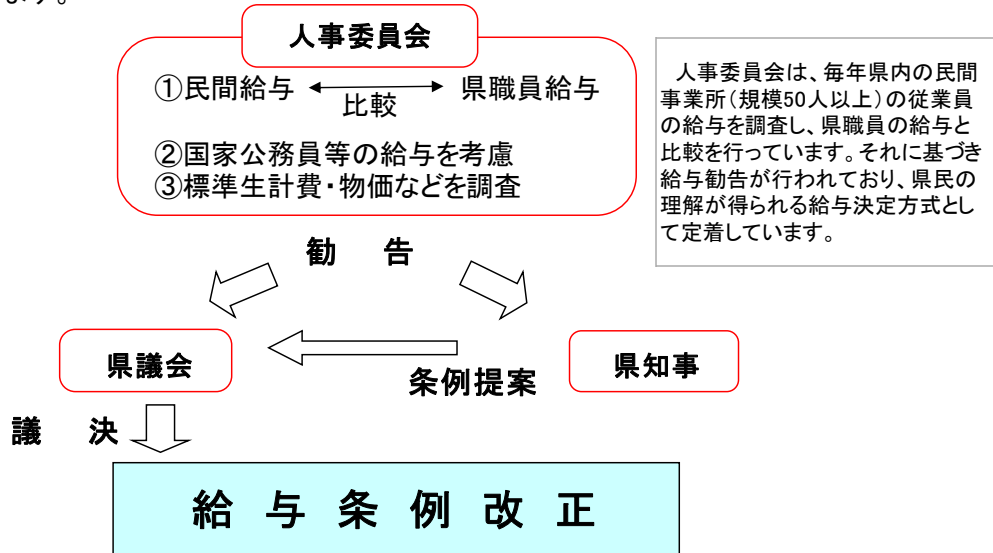 ます。
人事委員会
①民間給与 県職員給与
比較
②国家公務員等の給与を考慮
③標準生計費・物価などを調査
人事委員会は、毎年県内の民間
事業所（規模50人以上）の従業員
の給与を調査し、県職員の給与と
比較を行っています。それに基づき
給与勧告が行われており、県民の
理解が得られる給与決定方式とし
て定着しています。
勧　告
県議会
県知事
条例提案
議　決
給 与 条 例 改 正